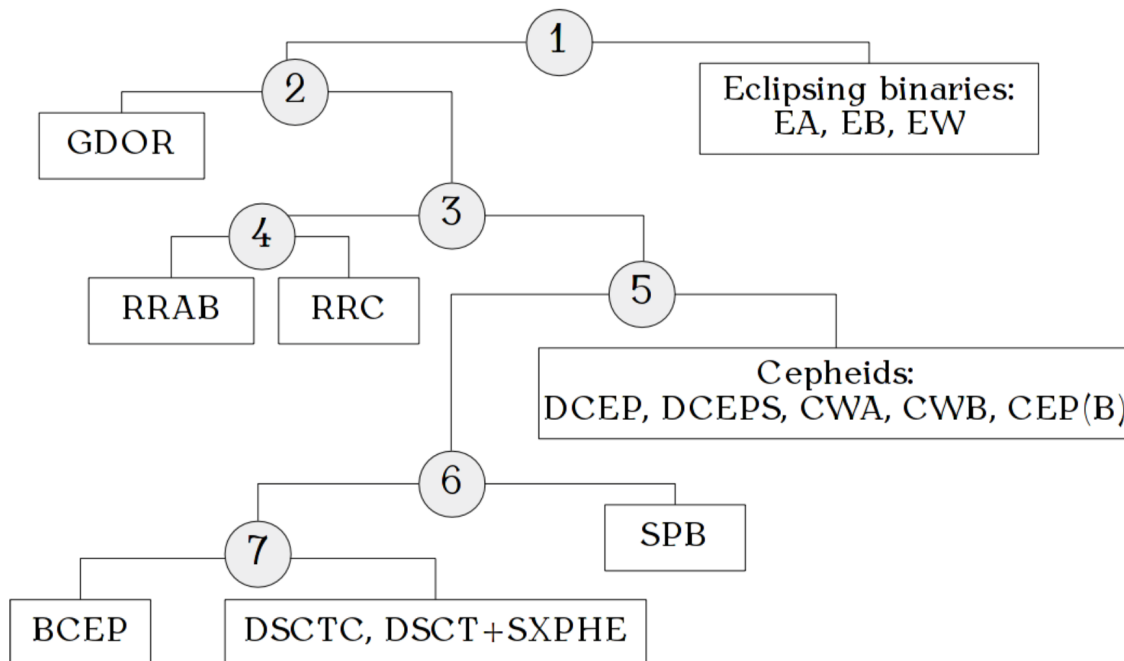 1
2
Eclipsing binaries:
EA, EB, EW
GDOR
3
4
RRAB
RRC
5
Cepheids:
DCEP, DCEPS, CWA, CWB, CEP(B)
6
SPB
7
BCEP
DSCTC, DSCT+SXPHE